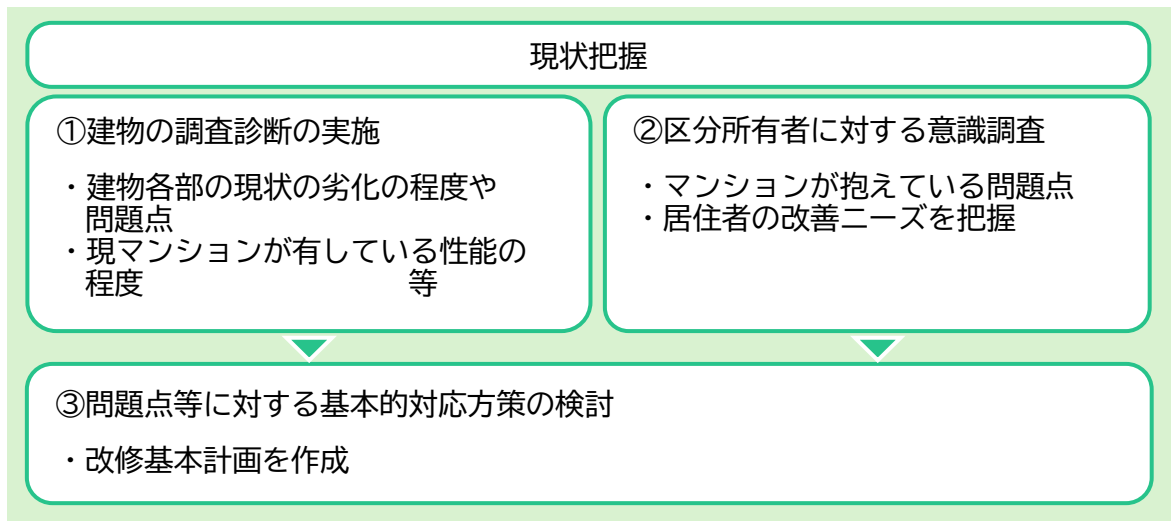 現状把握
①建物の調査診断の実施
・建物各部の現状の劣化の程度や
問題点
・現マンションが有している性能の
程度　　　　　　　　　等
②区分所有者に対する意識調査
・マンションが抱えている問題点
・居住者の改善ニーズを把握
③問題点等に対する基本的対応方策の検討
・改修基本計画を作成